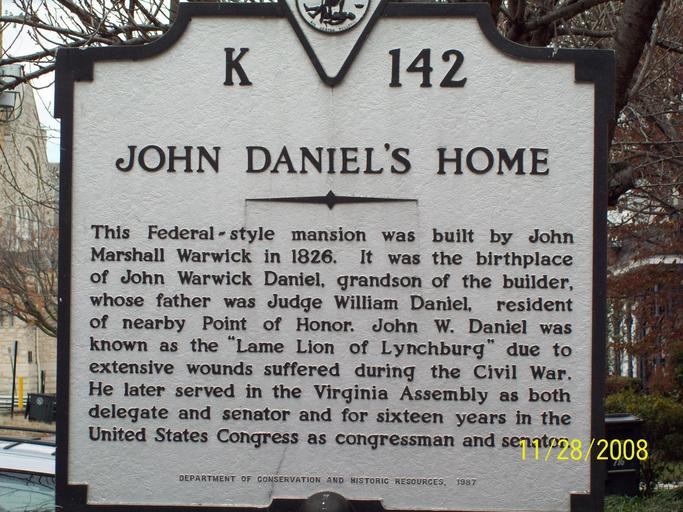 K 142
JOHN DANIEL'S HOME
This Federal-style mansion was built by John
Marshall Warwick in 1826. It was the birthplace
of John Warwick Daniel, grandson of the builder,
whose father was Judge William Daniel, resident
of nearby Point of Honor. John W. Daniel was
known as the "Lame Lion of Lynchburg" due to
extensive wounds suffered during the Civil War.
He later served in the Virginia Assembly as both
delegate and senator and for sixteen years in the
United States Congress as congressman and senator.
11/28/2008
DEPARTMENT OF CONSERVATION AND HISTORIC RESOURCES, 1987